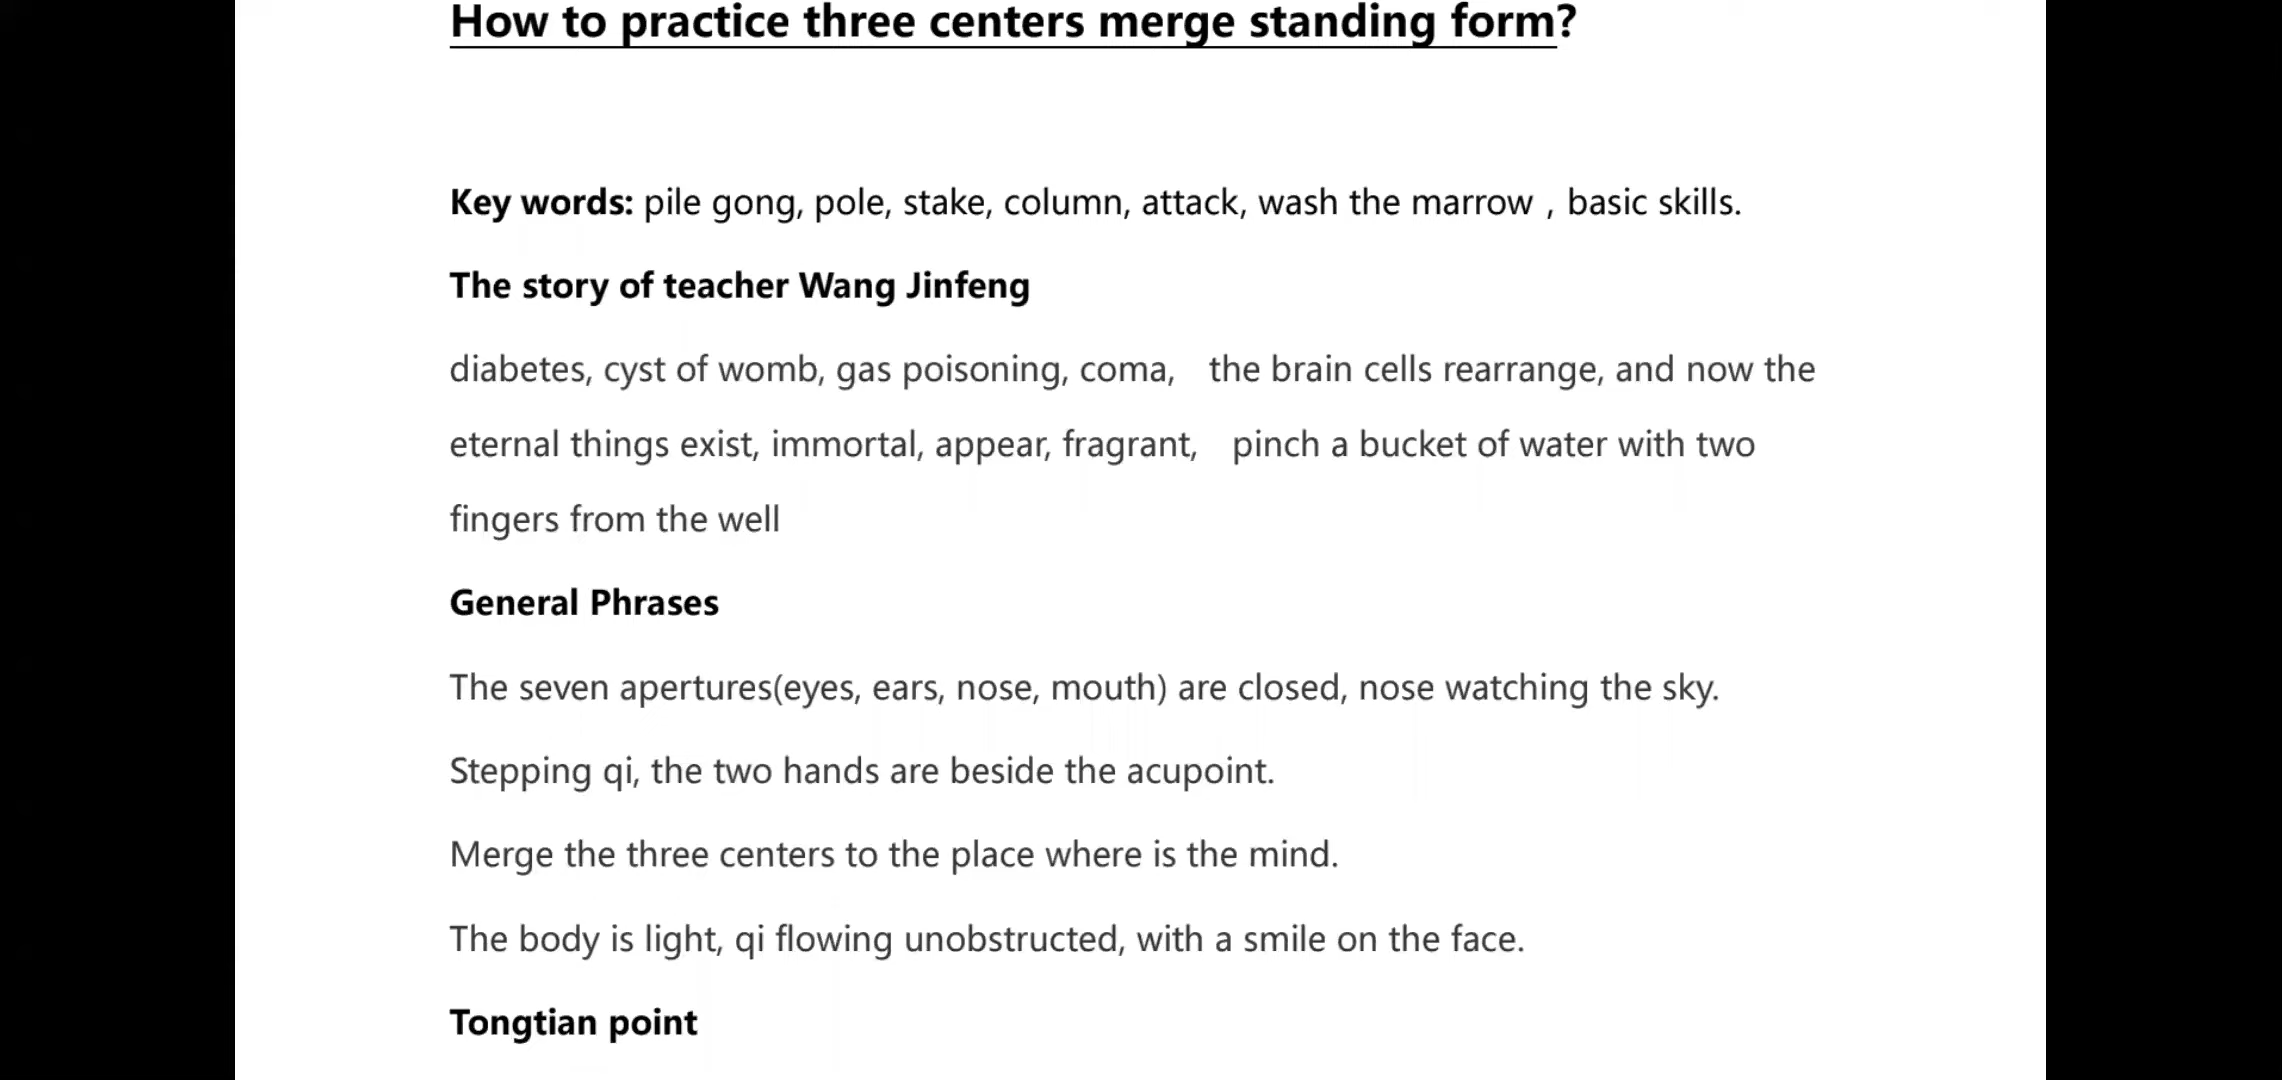 How to practice three centers merge standing form?
Key words: pile gong, pole, stake, column, attack, wash the marrow , basic skills.
The story of teacher Wang Jinfeng
diabetes, cyst of womb, gas poisoning, coma, the brain cells rearrange, and now the
eternal things exist, immortal, appear, fragrant, pinch a bucket of water with two
fingers from the well
General Phrases
The seven apertures(eyes, ears, nose, mouth) are closed, nose watching the sky.
Stepping qi, the two hands are beside the acupoint.
Merge the three centers to the place where is the mind.
The body is light, qi flowing unobstructed, with a smile on the face.
Tongtian point